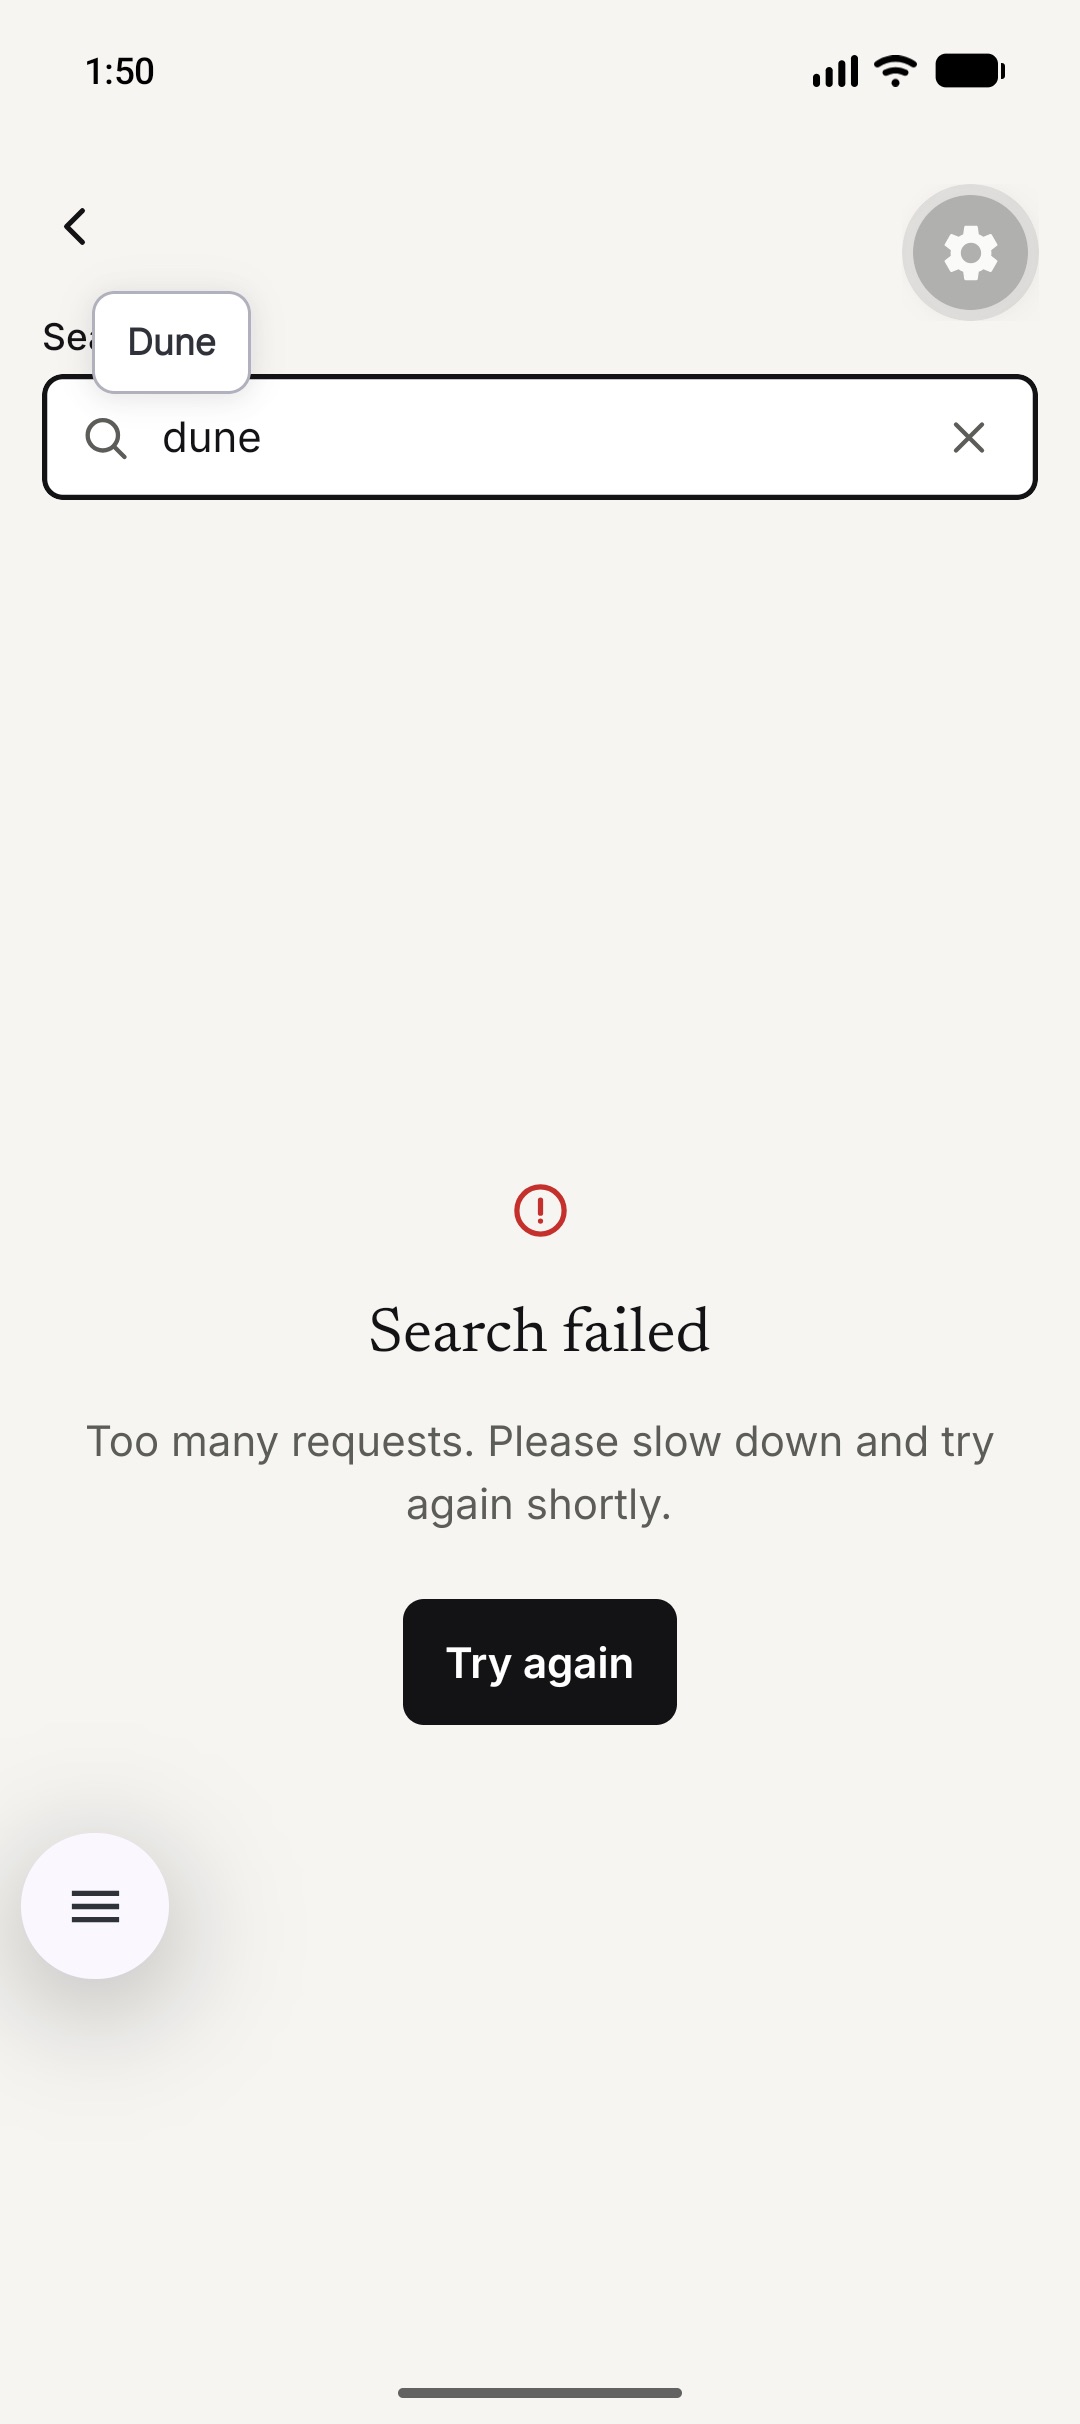 1:50
Dune
dune
Search failed
Too many requests. Please slow down and try
again shortly.
Try again